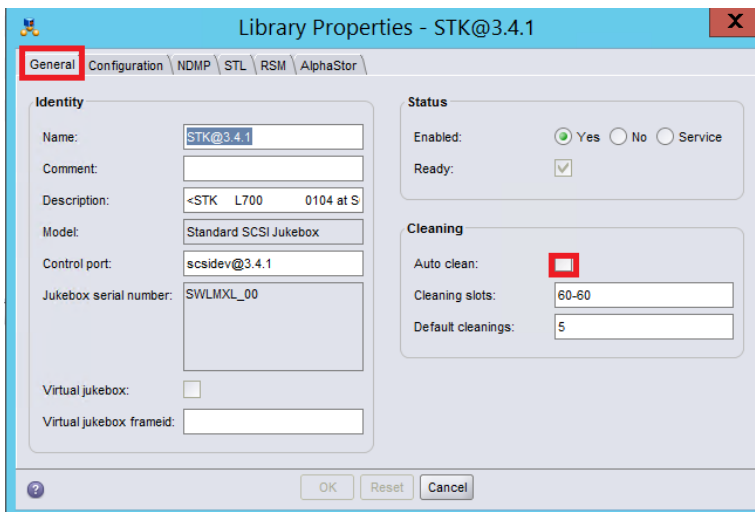 Library Properties - STK@3.4.1
X
General Configuration NDMP STL RSM AlphaStor
Identity
Name: STK@3.4.1
Comment:
Description: <STK L700 0104 at S
Model: Standard SCSI Jukebox
Control port: scsidev@3.4.1
Jukebox serial number: SWLMXL_00
Virtual jukebox:
Virtual jukebox frameid:
Status
Enabled: Yes No Service
Ready:
Cleaning
Auto clean:
Cleaning slots: 60-60
Default cleanings: 5
? OK Reset Cancel